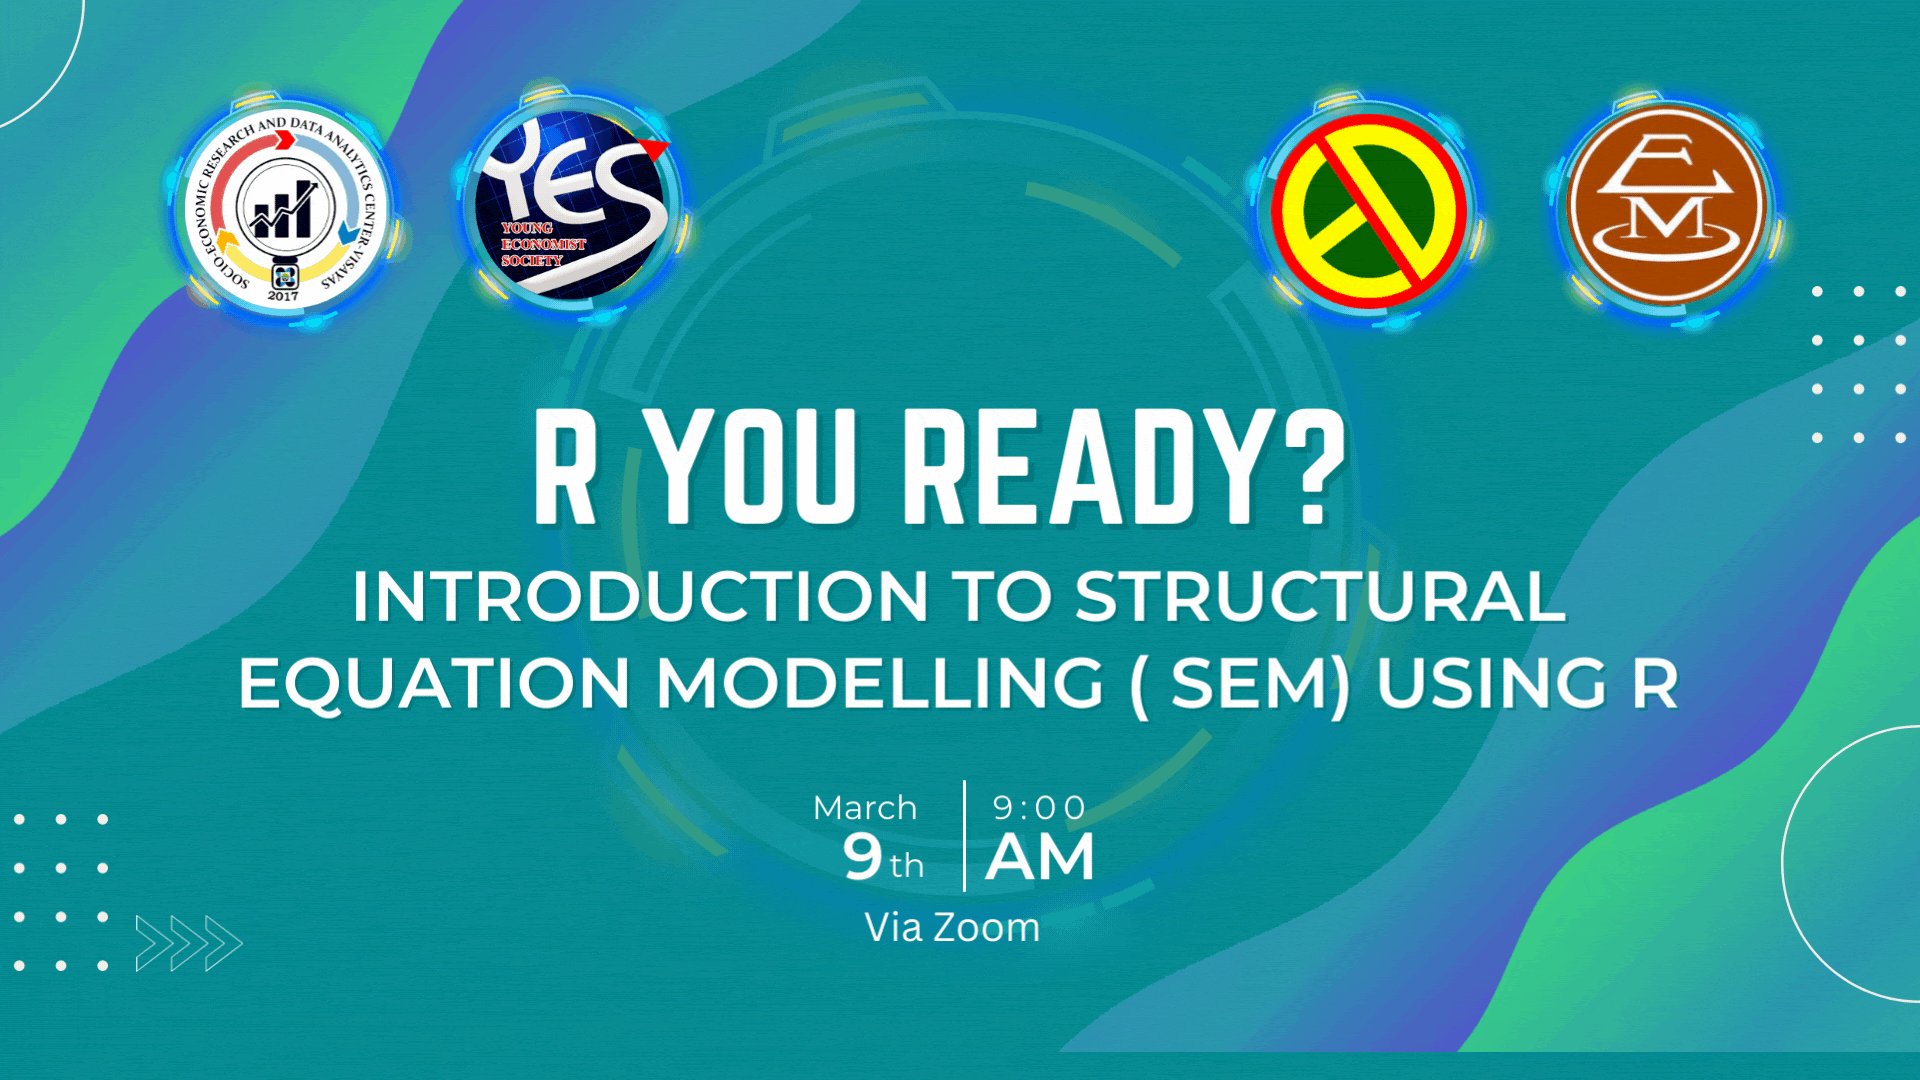 SOCIO-ECONOMIC RESEARCH AND DATA ANALYTICS CENTER-VISAYAS
2017
YES
YOUNG
ECONOMIST
SOCIETY
EM
R YOU READY?
INTRODUCTION TO STRUCTURAL
EQUATION MODELLING ( SEM) USING R
March
9th
9:00
AM
Via Zoom